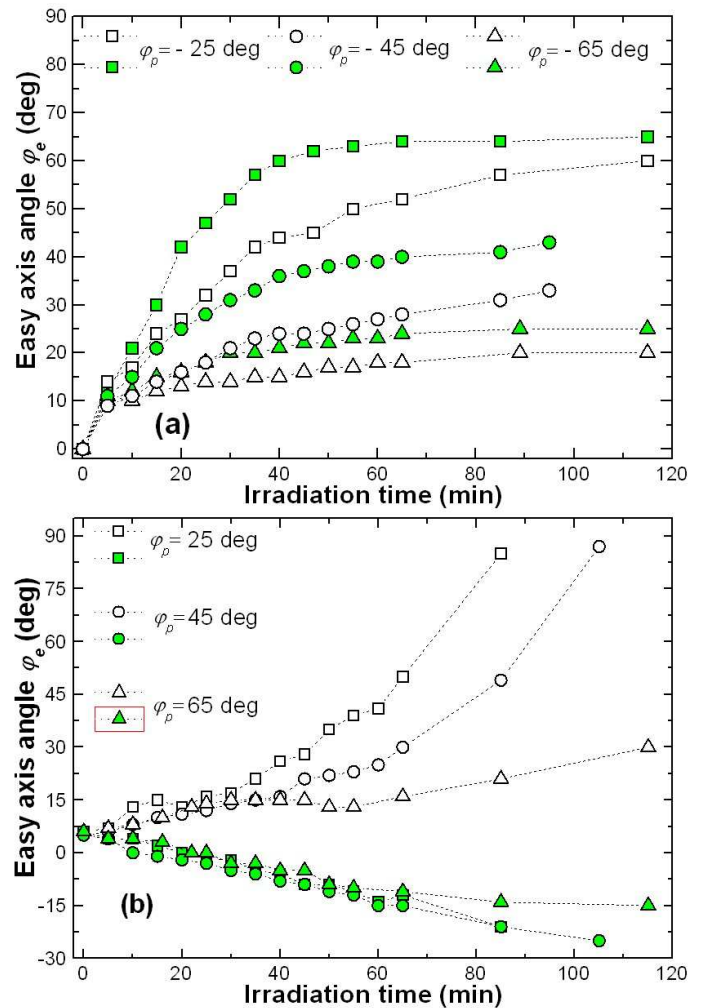 90
80
70
60
50
40
30
20
10
0
Easy axis angle φₑ (deg)
φₚ= - 25 deg
φₚ= - 45 deg
φₚ= - 65 deg
(a)
0 20 40 60 80 100 120
Irradiation time (min)
90
75
60
45
30
15
0
-15
-30
Easy axis angle φₑ (deg)
φₚ= 25 deg
φₚ=45 deg
φₚ=65 deg
(b)
0 20 40 60 80 100 120
Irradiation time (min)